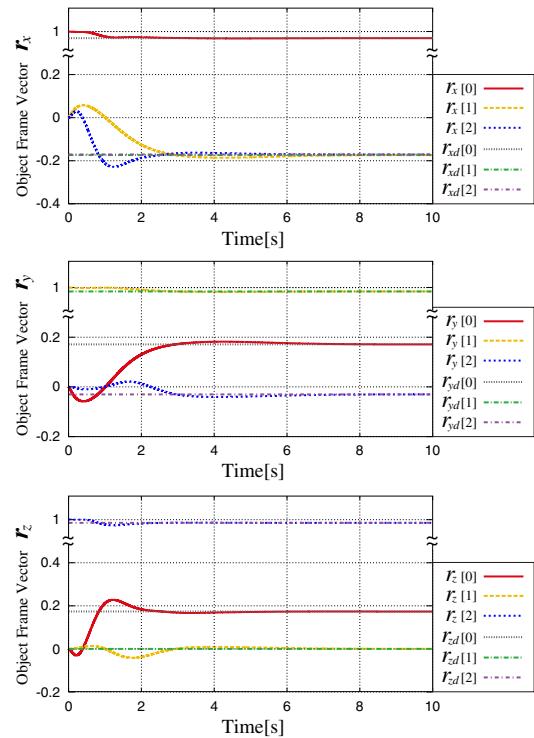 Object Frame Vector r_x
1
≈
≈
0.2
0
-0.2
-0.4
0
2
4
6
8
10
Time[s]
r_x [0]
r_x [1]
r_x [2]
r_xd [0]
r_xd [1]
r_xd [2]
Object Frame Vector r_y
1
≈
≈
0.2
0
-0.2
0
2
4
6
8
10
Time[s]
r_y [0]
r_y [1]
r_y [2]
r_yd [0]
r_yd [1]
r_yd [2]
Object Frame Vector r_z
1
≈
≈
0.4
0.2
0
-0.2
0
2
4
6
8
10
Time[s]
r_z [0]
r_z [1]
r_z [2]
r_zd [0]
r_zd [1]
r_zd [2]